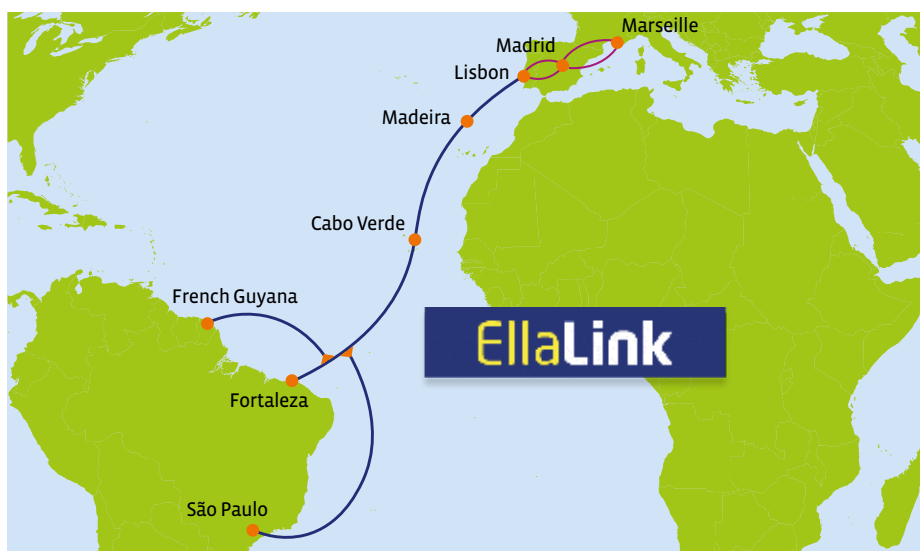 Marseille
Madrid
Lisbon
Madeira
Cabo Verde
French Guyana
EllaLink
Fortaleza
São Paulo